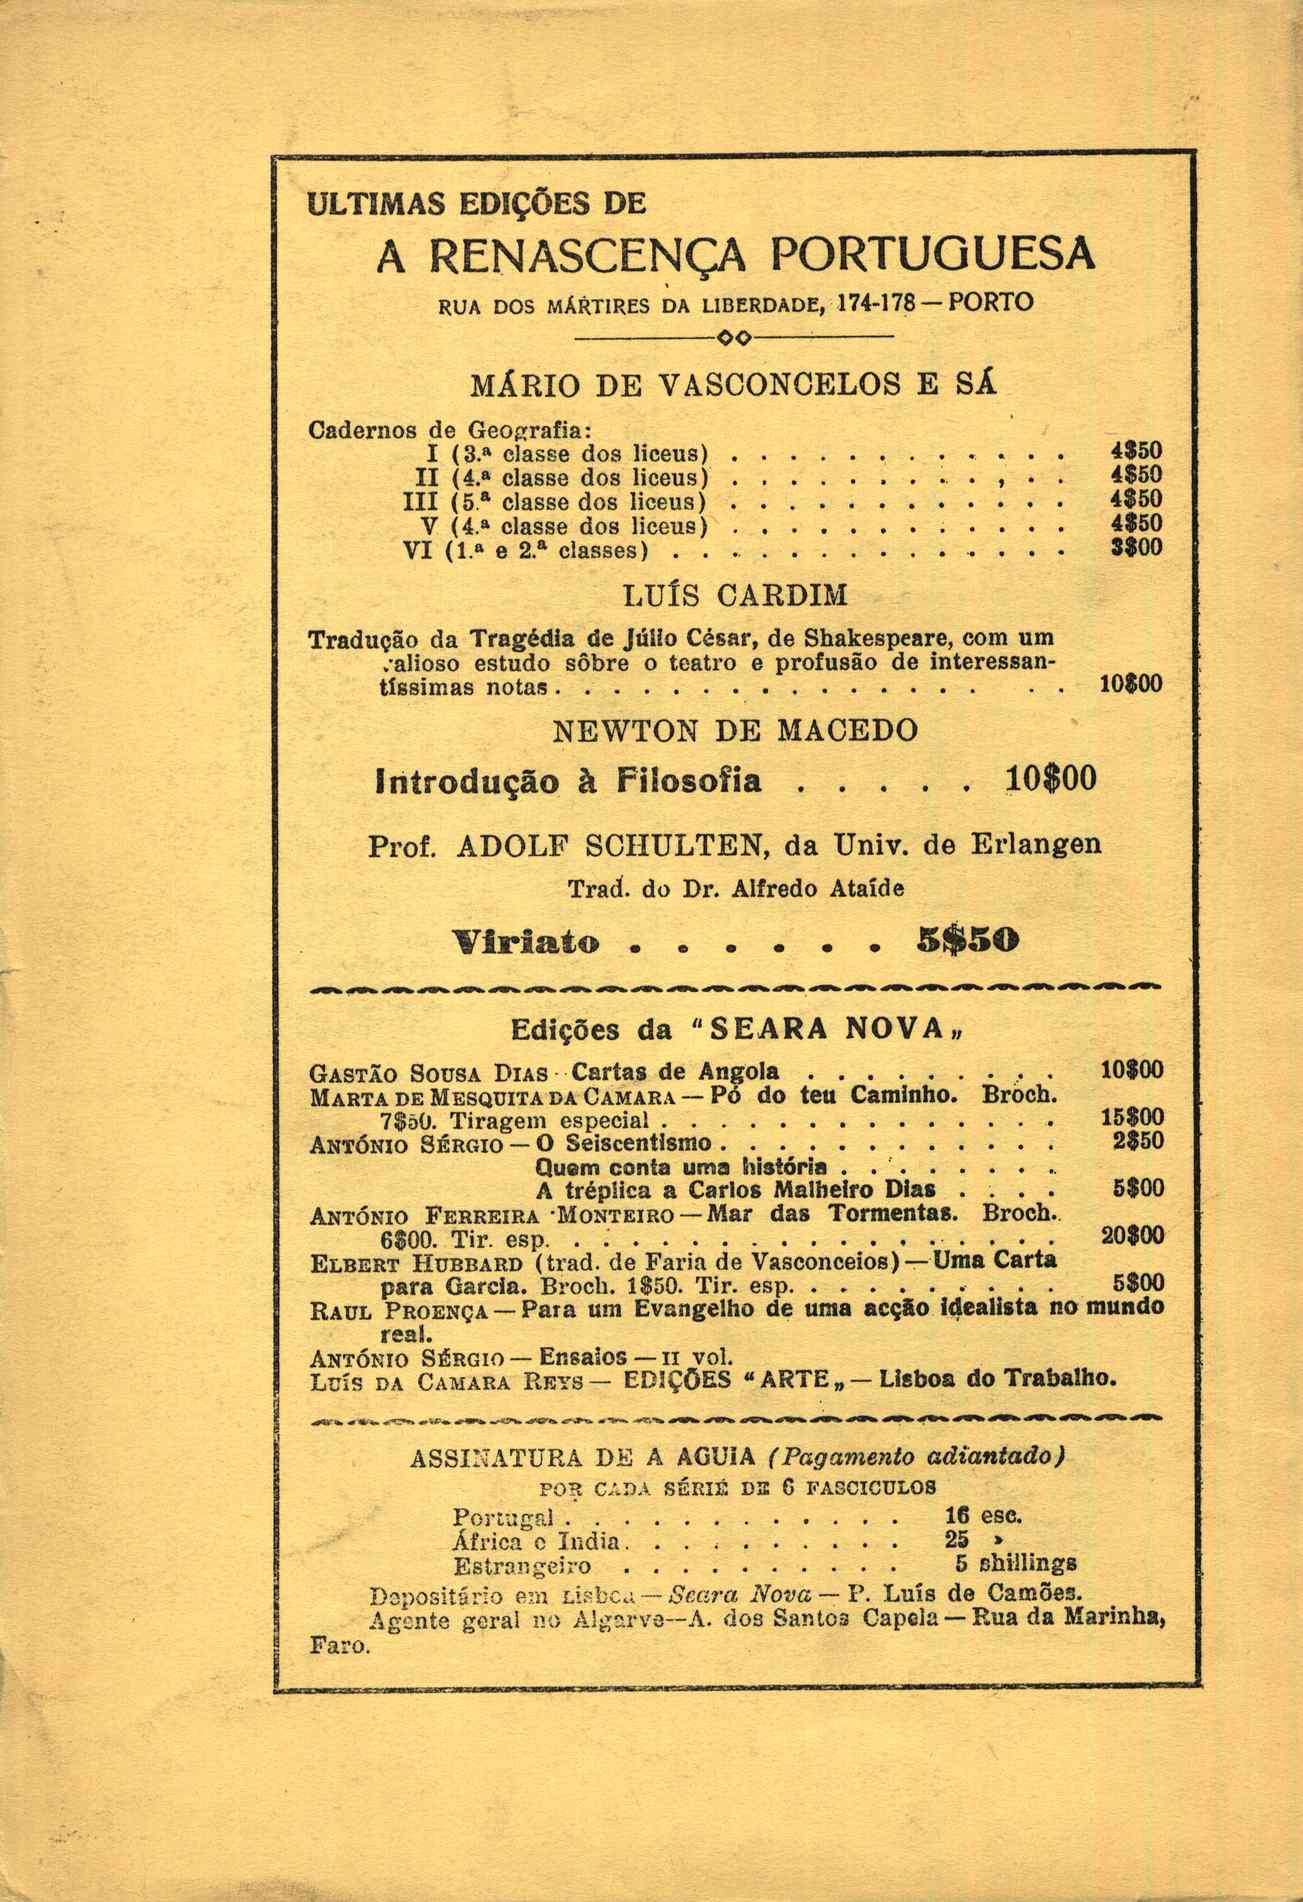 ULTIMAS EDIÇÕES DE
A RENASCENÇA PORTUGUESA
RUA DOS MÁRTIRES DA LIBERDADE, 174-178 — PORTO
MÁRIO DE VASCONCELOS E SÁ
Cadernos de Geografia:
I (3.ª classe dos liceus) . . . . . . . . . . . . 4$50
II (4.ª classe dos liceus) . . . . . . . . . , . . 4$50
III (5.ª classe dos liceus) . . . . . . . . . . . . 4$50
V (4.ª classe dos liceus) . . . . . . . . . . . . 4$50
VI (1.ª e 2.ª classes) . . . . . . . . . . . . . . 3$00
LUÍS CARDIM
Tradução da Tragédia de Júlio César, de Shakespeare, com um
valioso estudo sôbre o teatro e profusão de interessan-
tíssimas notas . . . . . . . . . . . . . . . . . 10$00
NEWTON DE MACEDO
Introdução à Filosofia . . . . . 10$00
Prof. ADOLF SCHULTEN, da Univ. de Erlangen
Trad. do Dr. Alfredo Ataíde
Viriato . . . . . . 5$50
Edições da "SEARA NOVA„
GASTÃO SOUSA DIAS - Cartas de Angola . . . . . . . . . 10$00
MARTA DE MESQUITA DA CAMARA — Pó do teu Caminho. Broch.
7$50. Tiragem especial . . . . . . . . . . . . . . 15$00
ANTÓNIO SÉRGIO — O Seiscentismo . . . . . . . . . . . . 2$50
Quem conta uma história . . . . . . . .
A tréplica a Carlos Malheiro Dias . . . . 5$00
ANTÓNIO FERREIRA MONTEIRO — Mar das Tormentas. Broch.
6$00. Tir. esp. . . . . . . . . . . . . . . . . . 20$00
ELBERT HUBBARD (trad. de Faria de Vasconcelos) — Uma Carta
para Garcia. Broch. 1$50. Tir. esp. . . . . . . . . . 5$00
RAUL PROENÇA — Para um Evangelho de uma acção idealista no mundo
real.
ANTÓNIO SÉRGIO — Ensaios — II vol.
LUÍS DA CAMARA REYS — EDIÇÕES "ARTE„ — Lisboa do Trabalho.
ASSINATURA DE A AGUIA (Pagamento adiantado)
POR CADA SÉRIE DE 6 FASCICULOS
Portugal . . . . . . . . . . . . 16 esc.
África e India . . . . . . . . . . 25 »
Estrangeiro . . . . . . . . . . 5 shillings
Depositário em Lisboa — Seara Nova — P. Luís de Camões.
Agente geral no Algarve — A. dos Santos Capela — Rua da Marinha,
Faro.